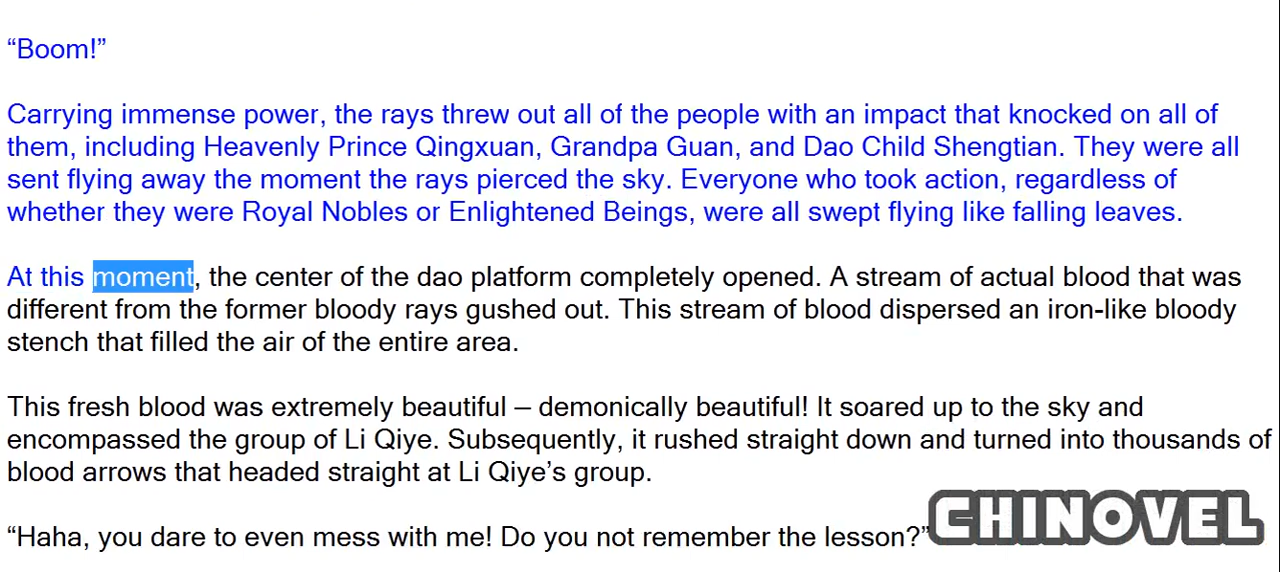 “Boom!”
Carrying immense power, the rays threw out all of the people with an impact that knocked on all of
them, including Heavenly Prince Qingxuan, Grandpa Guan, and Dao Child Shengtian. They were all
sent flying away the moment the rays pierced the sky. Everyone who took action, regardless of
whether they were Royal Nobles or Enlightened Beings, were all swept flying like falling leaves.
At this moment, the center of the dao platform completely opened. A stream of actual blood that was
different from the former bloody rays gushed out. This stream of blood dispersed an iron-like bloody
stench that filled the air of the entire area.
This fresh blood was extremely beautiful – demonically beautiful! It soared up to the sky and
encompassed the group of Li Qiye. Subsequently, it rushed straight down and turned into thousands of
blood arrows that headed straight at Li Qiye’s group.
“Haha, you dare to even mess with me! Do you not remember the lesson?”
CHINOVEL